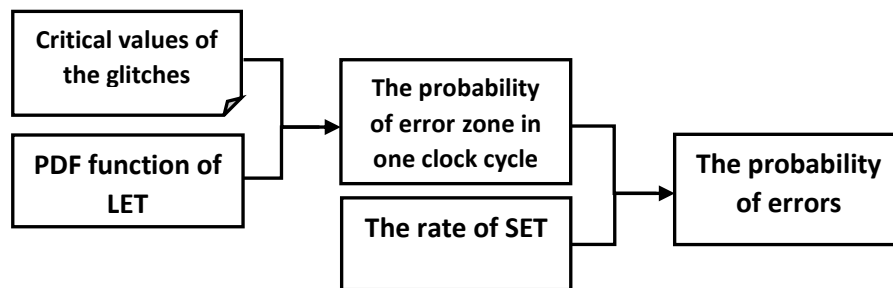 Critical values of
the glitches
PDF function of
LET
The probability
of error zone in
one clock cycle
The rate of SET
The probability
of errors